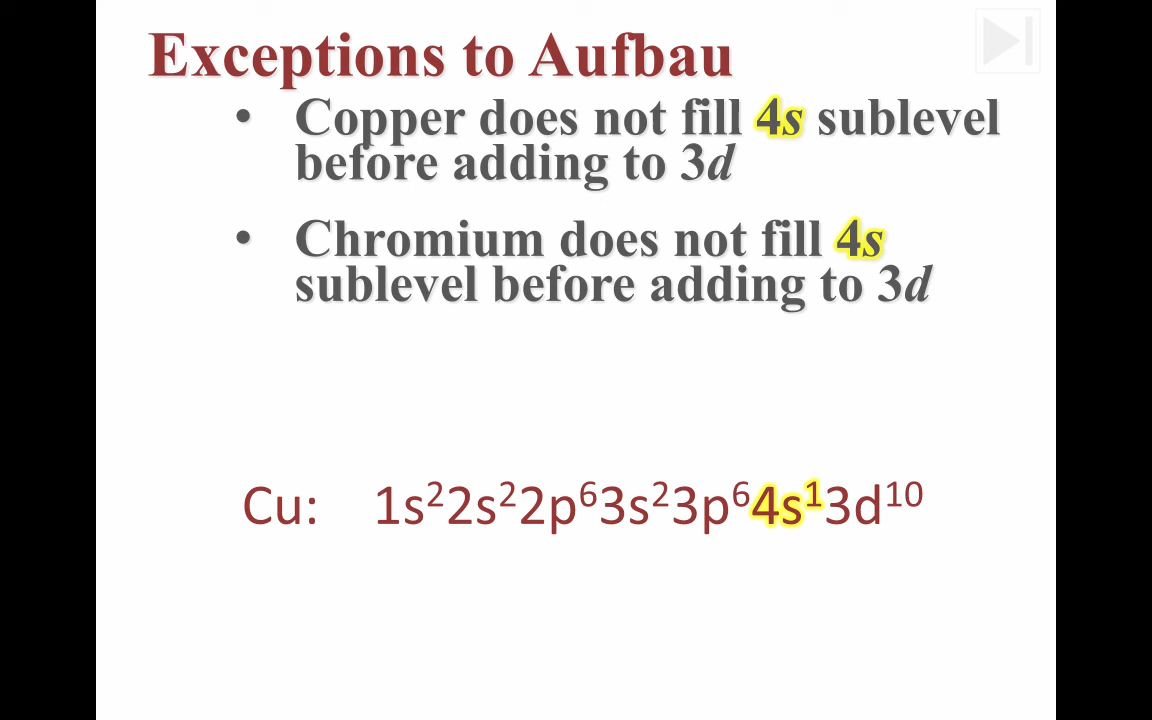 Exceptions to Aufbau
• Copper does not fill 4s sublevel
before adding to 3d
• Chromium does not fill 4s
sublevel before adding to 3d
Cu: 1s²2s²2p⁶3s²3p⁶4s¹3d¹⁰